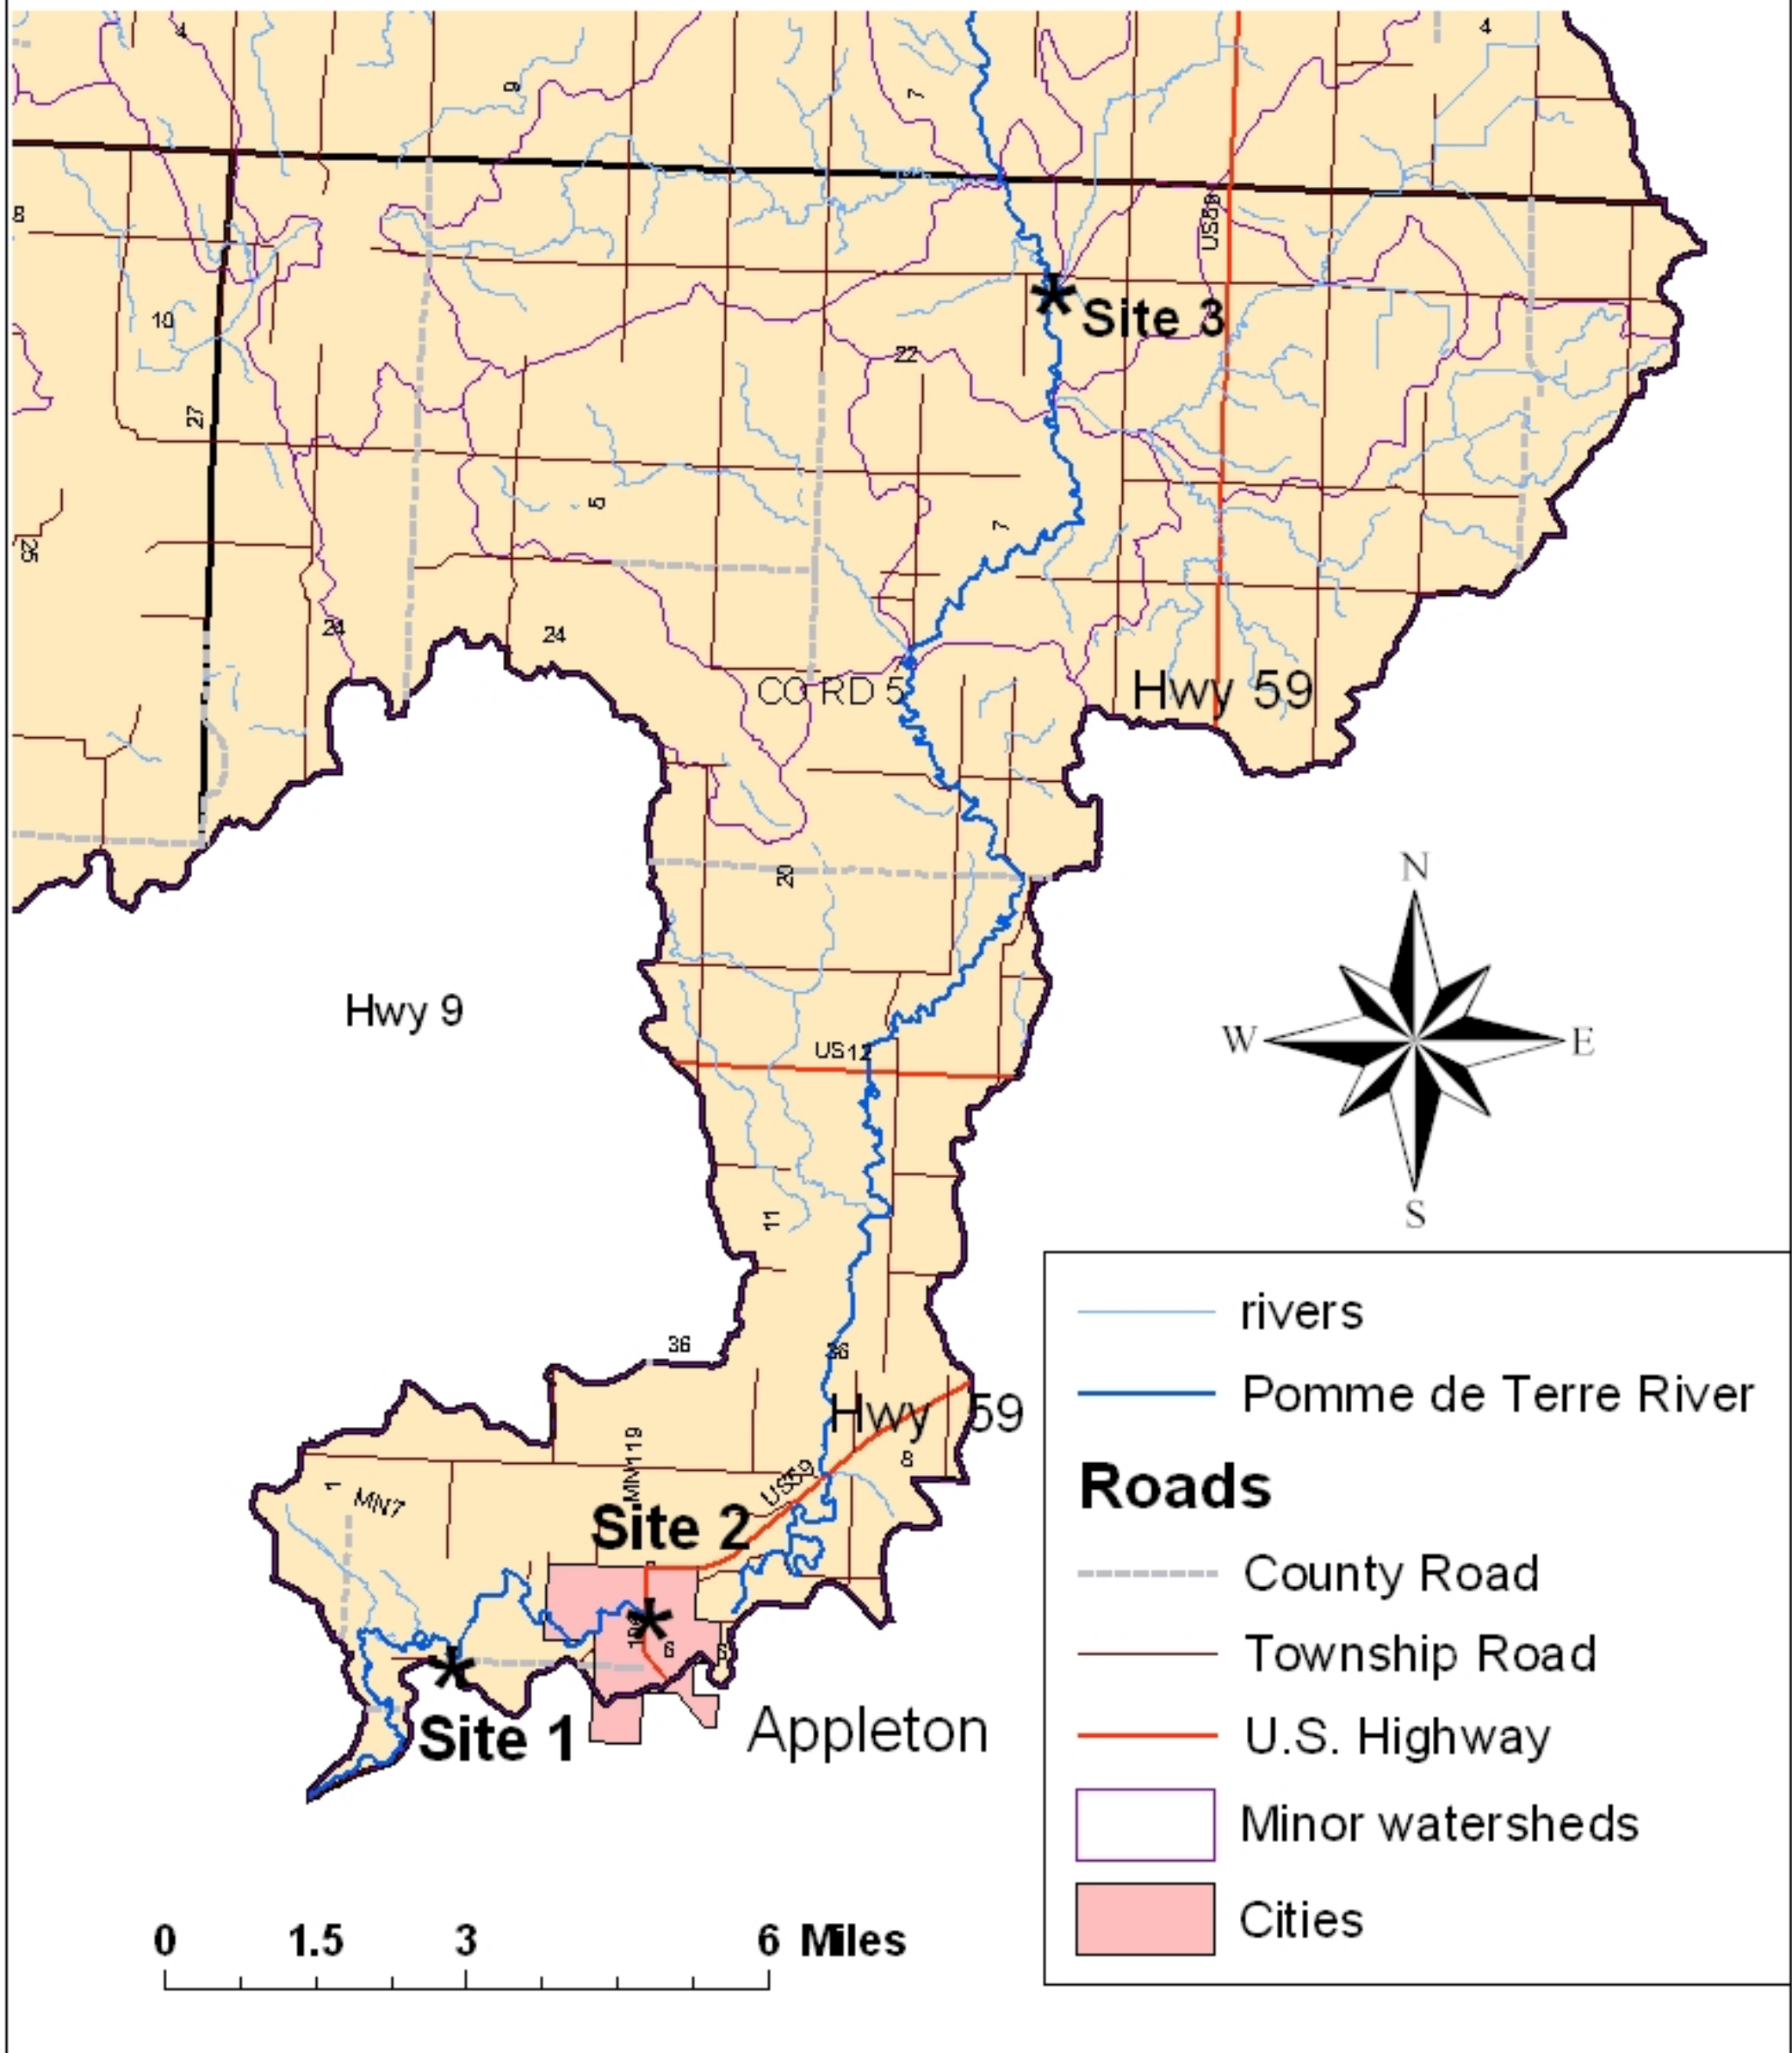 4
4
9
7
8
US59
10
Site 3
22
27
5
7
25
24
24
CO RD 5
Hwy 59
20
N
Hwy 9
W
E
US12
S
11
36
Hwy 59
8
MN119
US59
1
MN7
Site 2
6
6
Site 1
Appleton
rivers
Pomme de Terre River
Roads
County Road
Township Road
U.S. Highway
Minor watersheds
Cities
0 1.5 3 6 Miles